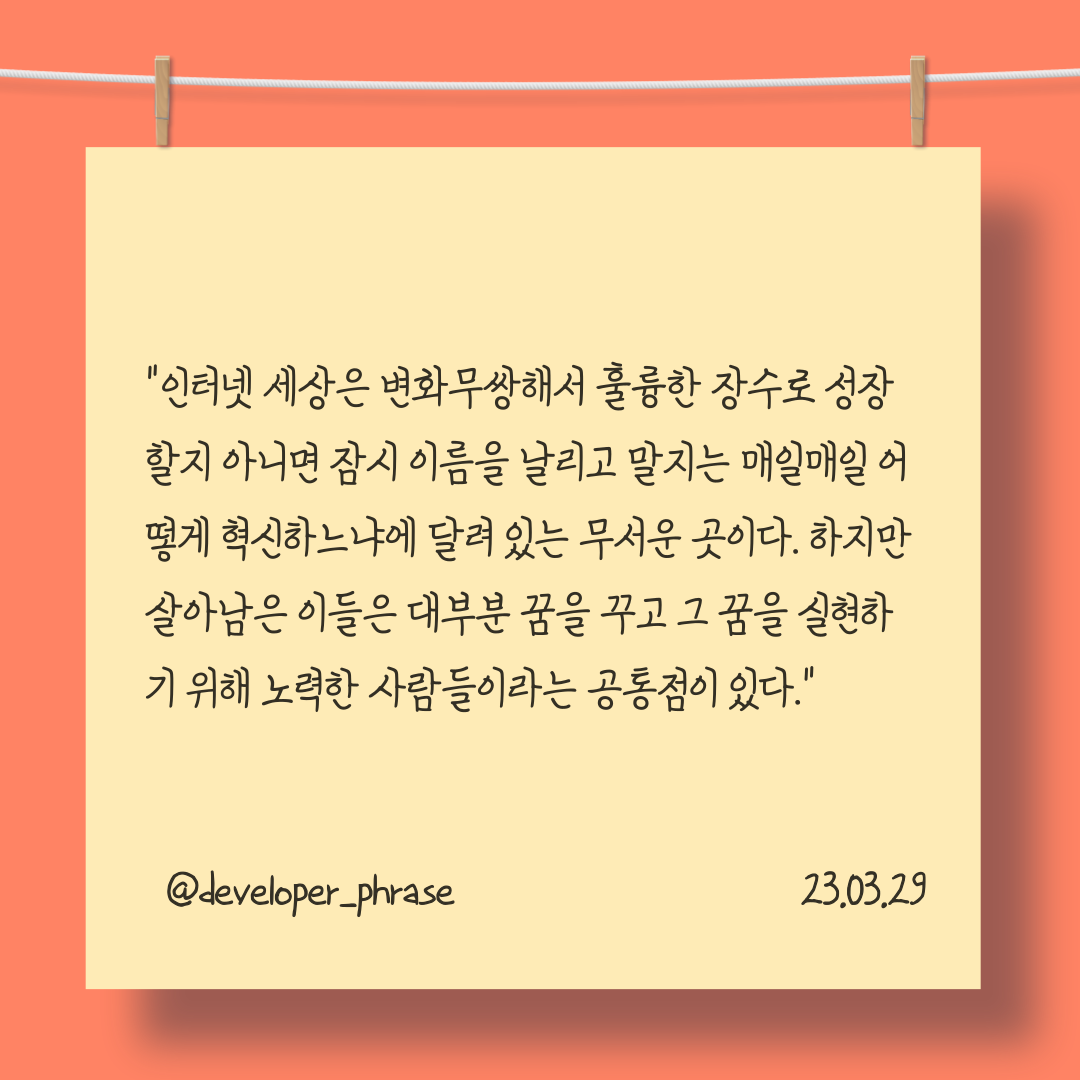 "인터넷 세상은 변화무쌍해서 훌륭한 장수로 성장
할지 아니면 잠시 이름을 날리고 말지는 매일매일 어
떻게 혁신하느냐에 달려 있는 무서운 곳이다. 하지만
살아남은 이들은 대부분 꿈을 꾸고 그 꿈을 실현하
기 위해 노력한 사람들이라는 공통점이 있다."
@developer_phrase
23.03.29